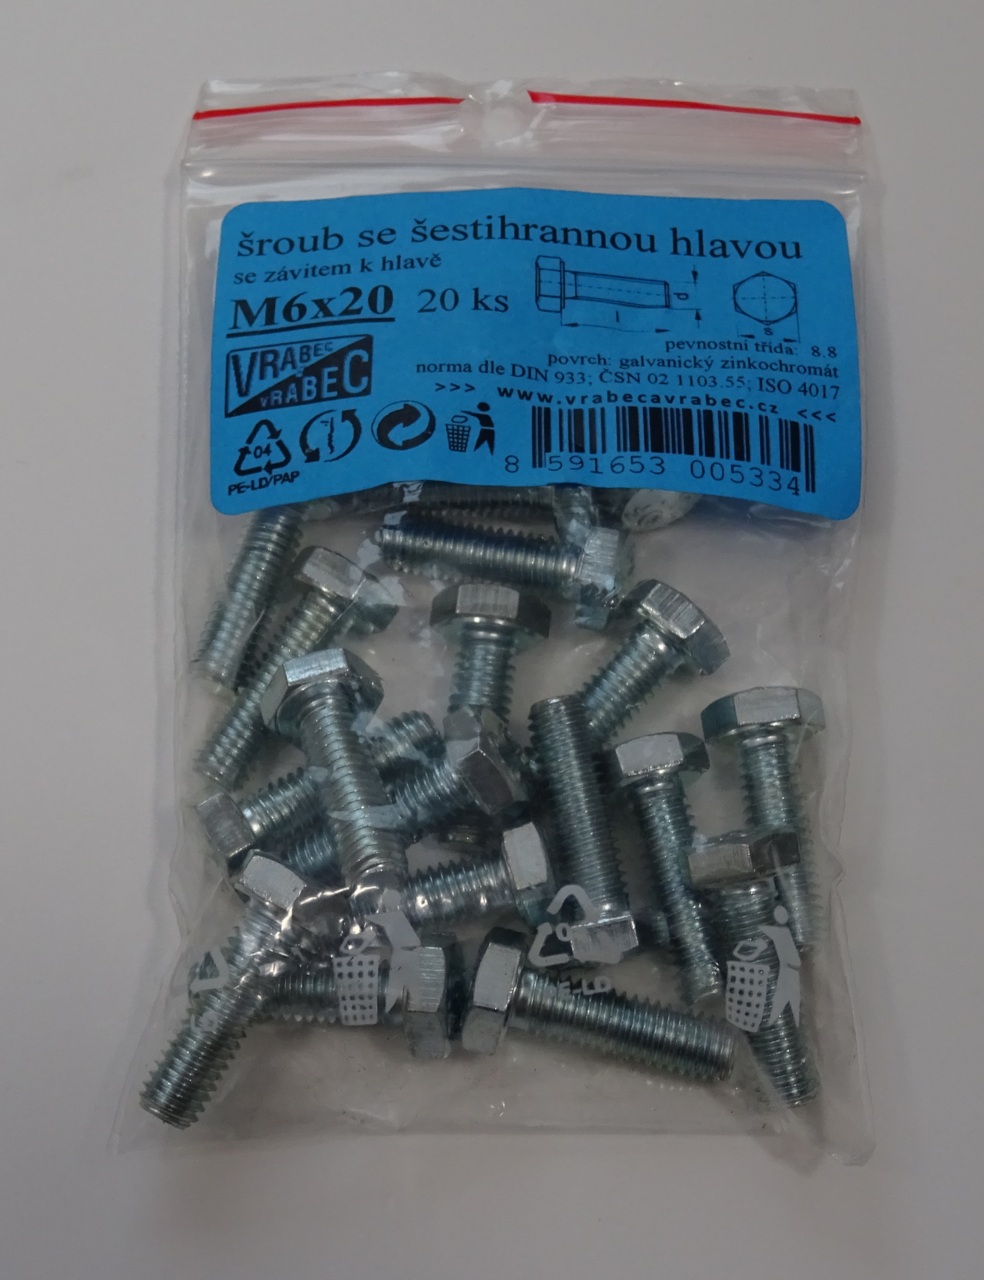 šroub se šestihrannou hlavou
se závitem k hlavě
M6x20 20 ks
d
l
s
pevnostní třída: 8.8
povrch: galvanický zinkochromát
norma dle DIN 933; ČSN 02 1103.55; ISO 4017
>>> www.vrabecavrabec.cz <<<
VRABEC
VRABEC
04
PE-LD/PAP
8 591653 005334
PE-LD